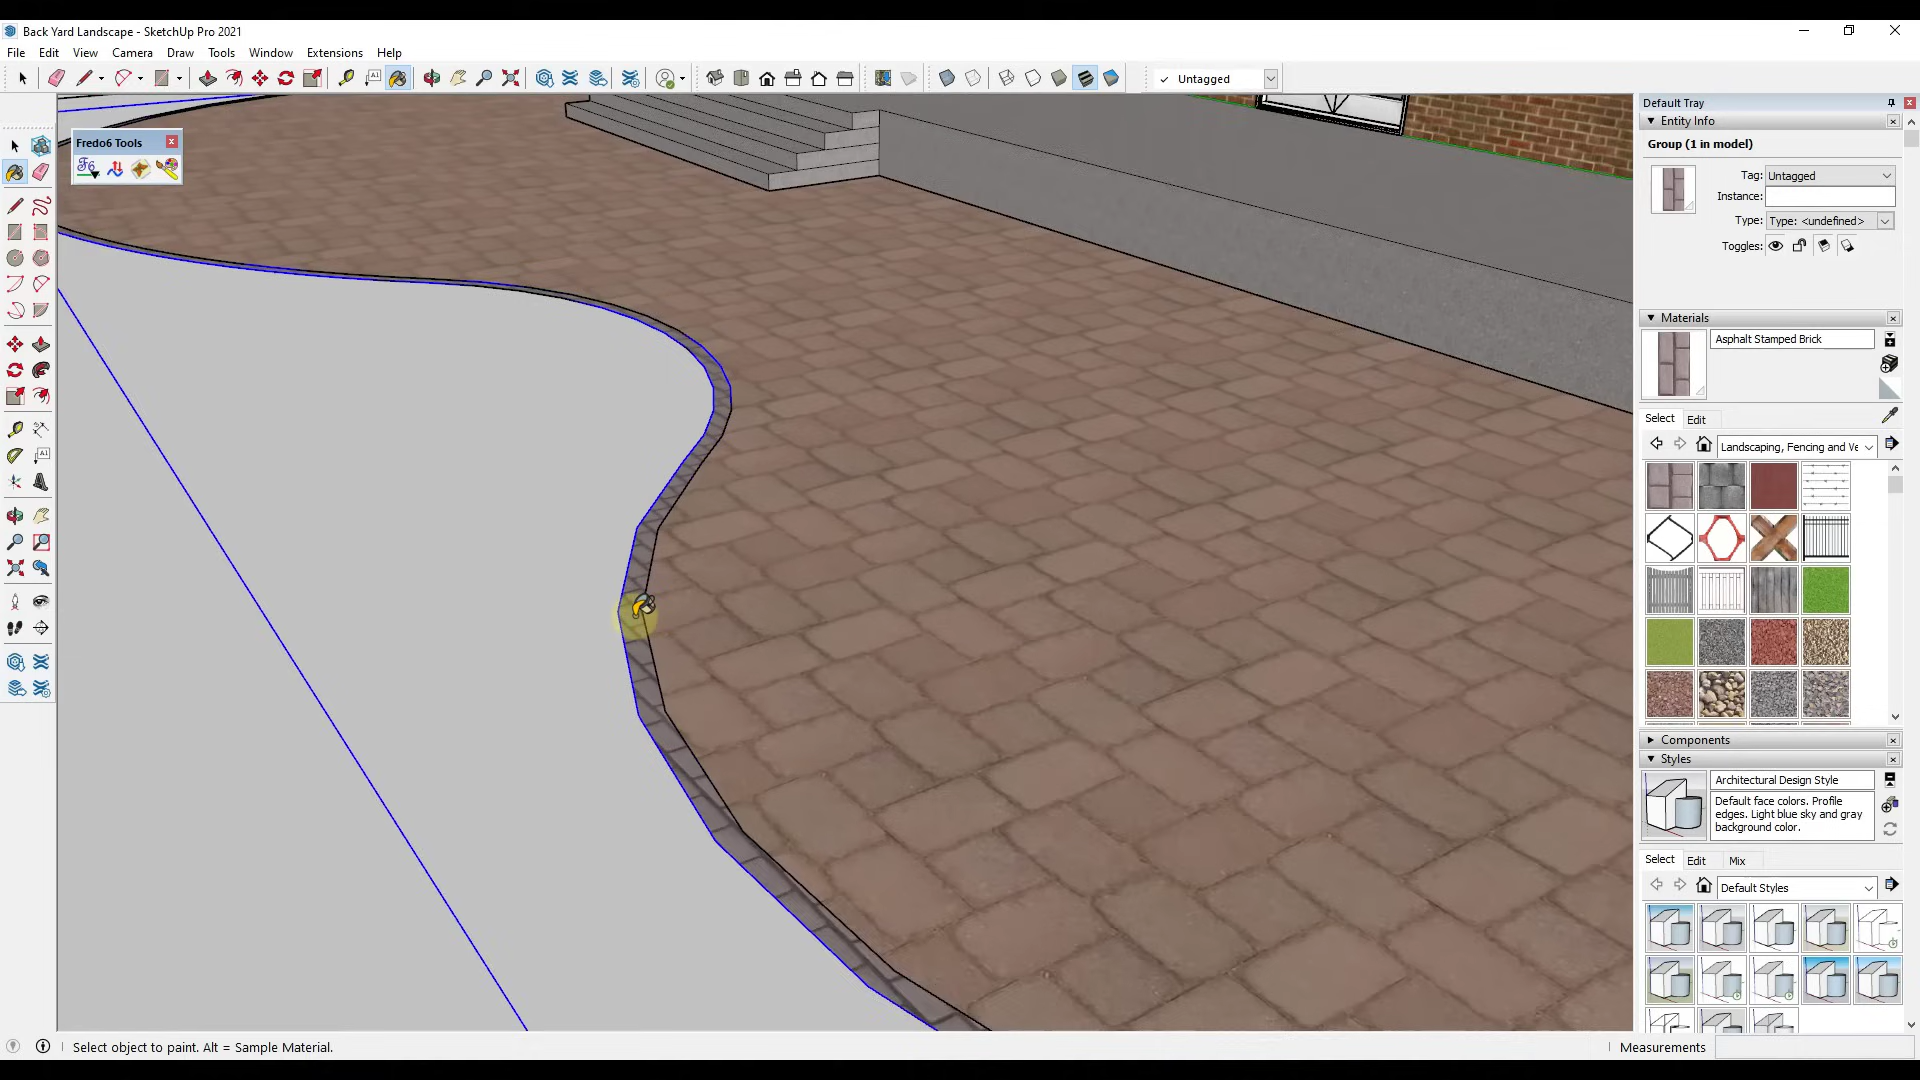 Back Yard Landscape - SketchUp Pro 2021
File Edit View Camera Draw Tools Window Extensions Help
Untagged
Default Tray
Fredo6 Tools
Entity Info
Group (1 in model)
Tag: Untagged
Instance:
Type: Type: <undefined>
Toggles:
Materials
Asphalt Stamped Brick
Select Edit
Landscaping, Fencing and Ve
Components
Styles
Architectural Design Style
Default face colors. Profile
edges. Light blue sky and gray
background color.
Select Edit Mix
Default Styles
Select object to paint. Alt = Sample Material.
Measurements